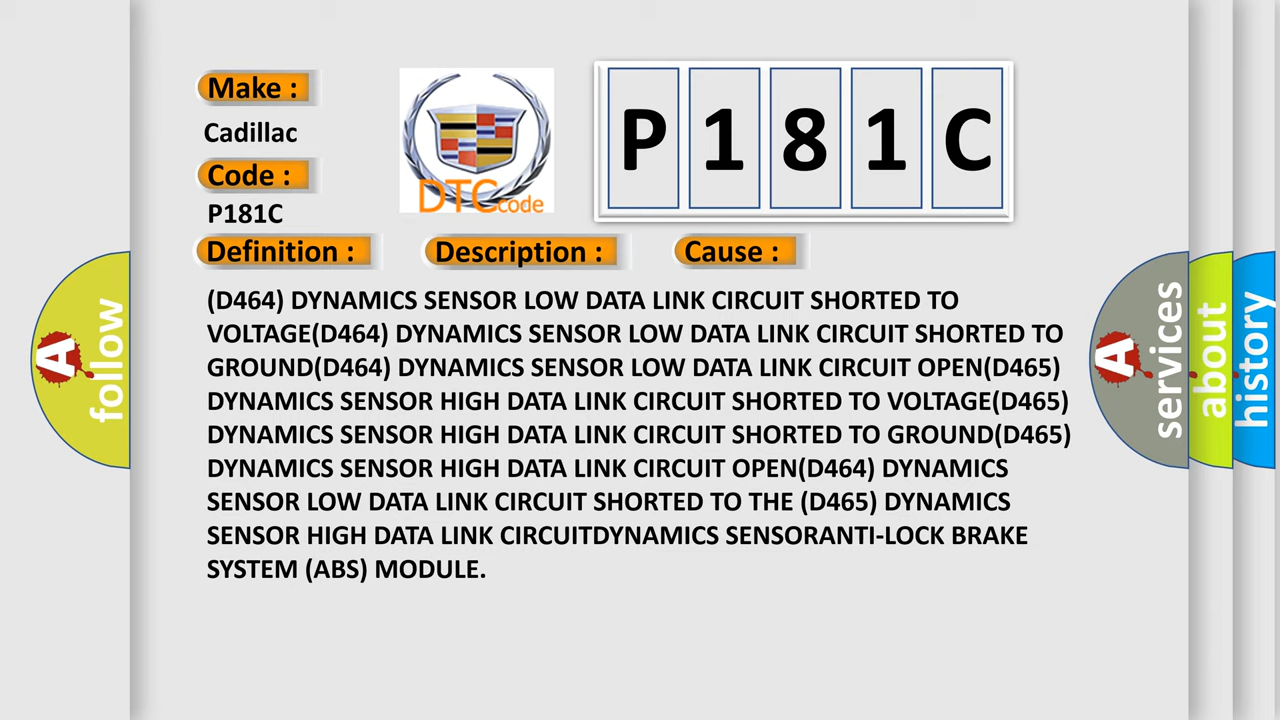 Make :
Cadillac
Code :
P181C
DTCcode
P181C
Definition :
Description :
Cause :
(D464) DYNAMICS SENSOR LOW DATA LINK CIRCUIT SHORTED TO
VOLTAGE(D464) DYNAMICS SENSOR LOW DATA LINK CIRCUIT SHORTED TO
GROUND(D464) DYNAMICS SENSOR LOW DATA LINK CIRCUIT OPEN(D465)
DYNAMICS SENSOR HIGH DATA LINK CIRCUIT SHORTED TO VOLTAGE(D465)
DYNAMICS SENSOR HIGH DATA LINK CIRCUIT SHORTED TO GROUND(D465)
DYNAMICS SENSOR HIGH DATA LINK CIRCUIT OPEN(D464) DYNAMICS
SENSOR LOW DATA LINK CIRCUIT SHORTED TO THE (D465) DYNAMICS
SENSOR HIGH DATA LINK CIRCUITDYNAMICS SENSORANTI-LOCK BRAKE
SYSTEM (ABS) MODULE.
A follow
A services
about
history